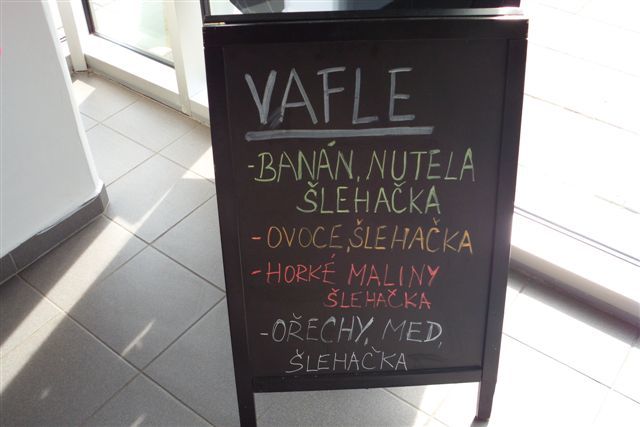 VAFLE
-BANÁN, NUTELA
ŠLEHAČKA
-OVOCE, ŠLEHAČKA
-HORKÉ MALINY
ŠLEHAČKA
-OŘECHY, MED,
ŠLEHAČKA